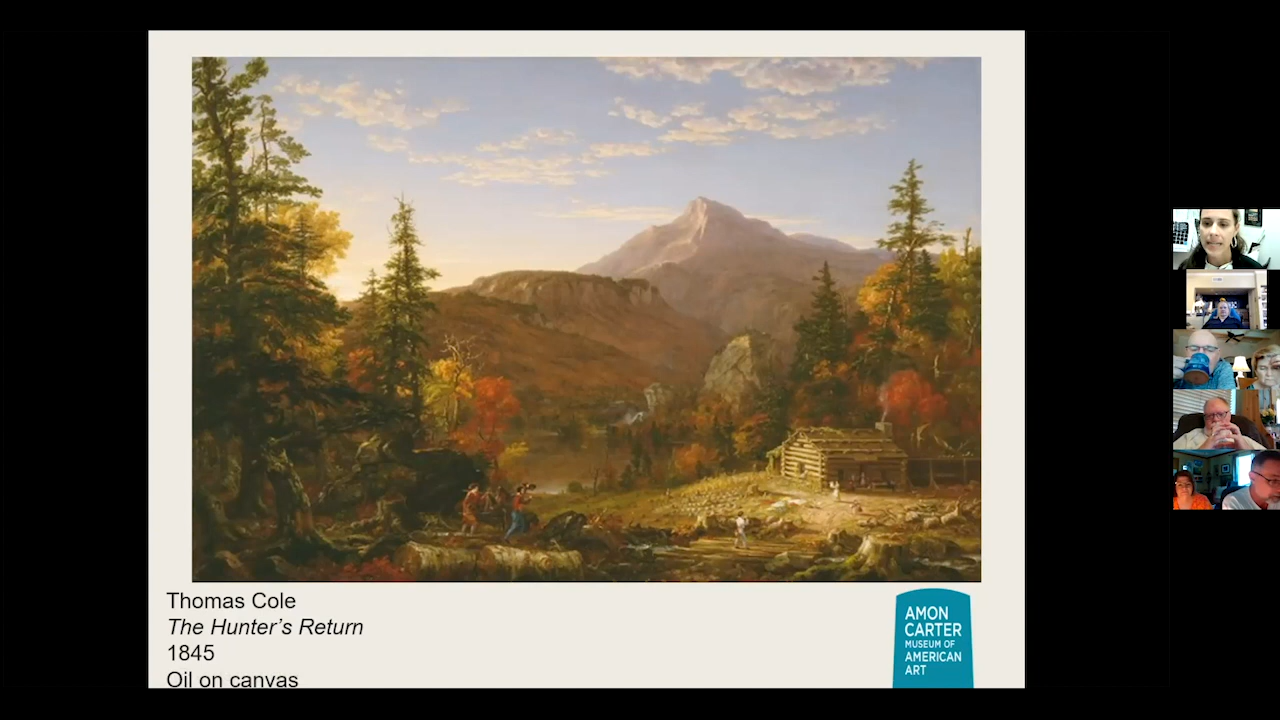 Thomas Cole
The Hunter's Return
1845
Oil on canvas
AMON
CARTER
MUSEUM OF
AMERICAN
ART